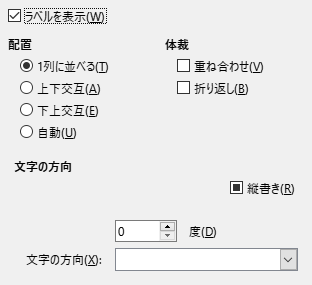 ラベルを表示(W)
配置
1列に並べる(T)
上下交互(A)
下上交互(E)
自動(U)
体裁
重ね合わせ(V)
折り返し(B)
文字の方向
縦書き(R)
0 度(D)
文字の方向(X):